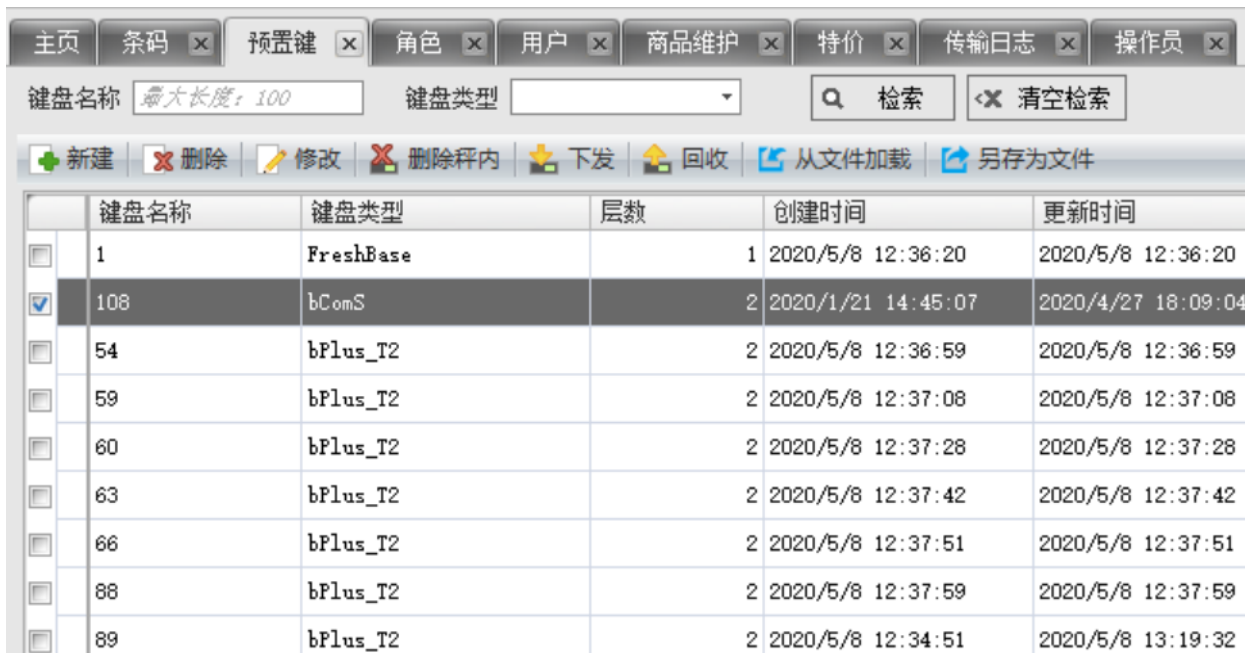 主页 条码 预置键 角色 用户 商品维护 特价 传输日志 操作员
键盘名称 最大长度: 100 键盘类型 检索 清空检索
新建 删除 修改 删除秤内 下发 回收 从文件加载 另存为文件
键盘名称 键盘类型 层数 创建时间 更新时间
1 FreshBase 1 2020/5/8 12:36:20 2020/5/8 12:36:20
108 bComS 2 2020/1/21 14:45:07 2020/4/27 18:09:04
54 bPlus_T2 2 2020/5/8 12:36:59 2020/5/8 12:36:59
59 bPlus_T2 2 2020/5/8 12:37:08 2020/5/8 12:37:08
60 bPlus_T2 2 2020/5/8 12:37:28 2020/5/8 12:37:28
63 bPlus_T2 2 2020/5/8 12:37:42 2020/5/8 12:37:42
66 bPlus_T2 2 2020/5/8 12:37:51 2020/5/8 12:37:51
88 bPlus_T2 2 2020/5/8 12:37:59 2020/5/8 12:37:59
89 bPlus_T2 2 2020/5/8 12:34:51 2020/5/8 13:19:32